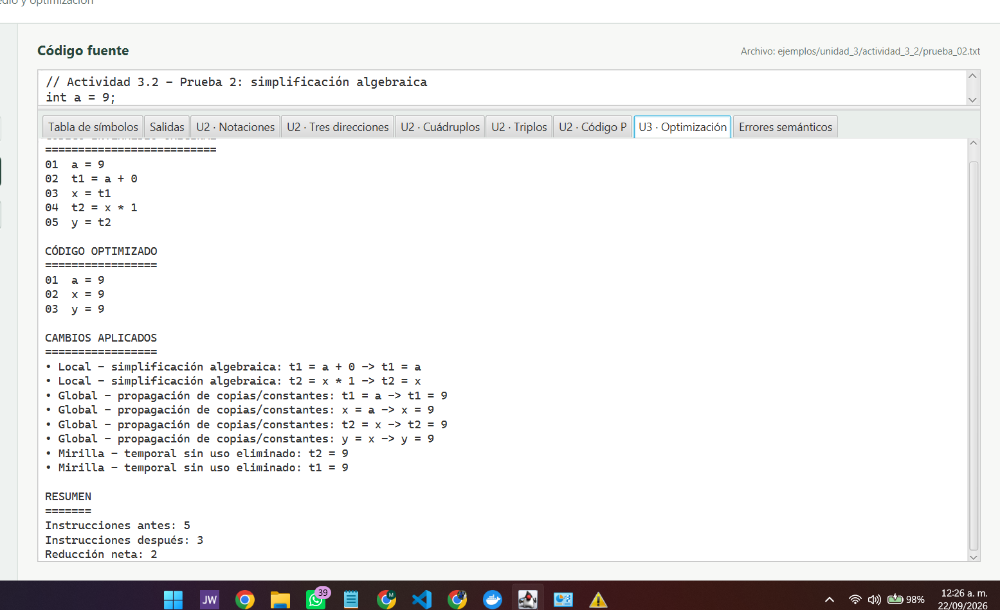 edio y optimización
Código fuente
Archivo: ejemplos/unidad_3/actividad_3_2/prueba_02.txt
// Actividad 3.2 – Prueba 2: simplificación algebraica
int a = 9;
Tabla de símbolos
Salidas
U2 · Notaciones
U2 · Tres direcciones
U2 · Cuádruplos
U2 · Triplos
U2 · Código P
U3 · Optimización
Errores semánticos
==========================
01  a = 9
02  t1 = a + 0
03  x = t1
04  t2 = x * 1
05  y = t2
CÓDIGO OPTIMIZADO
=================
01  a = 9
02  x = 9
03  y = 9
CAMBIOS APLICADOS
=================
• Local – simplificación algebraica: t1 = a + 0 -> t1 = a
• Local – simplificación algebraica: t2 = x * 1 -> t2 = x
• Global – propagación de copias/constantes: t1 = a -> t1 = 9
• Global – propagación de copias/constantes: x = a -> x = 9
• Global – propagación de copias/constantes: t2 = x -> t2 = 9
• Global – propagación de copias/constantes: y = x -> y = 9
• Mirilla – temporal sin uso eliminado: t2 = 9
• Mirilla – temporal sin uso eliminado: t1 = 9
RESUMEN
=======
Instrucciones antes: 5
Instrucciones después: 3
Reducción neta: 2
JW
39
M
98%
12:26 a. m.
22/09/2026